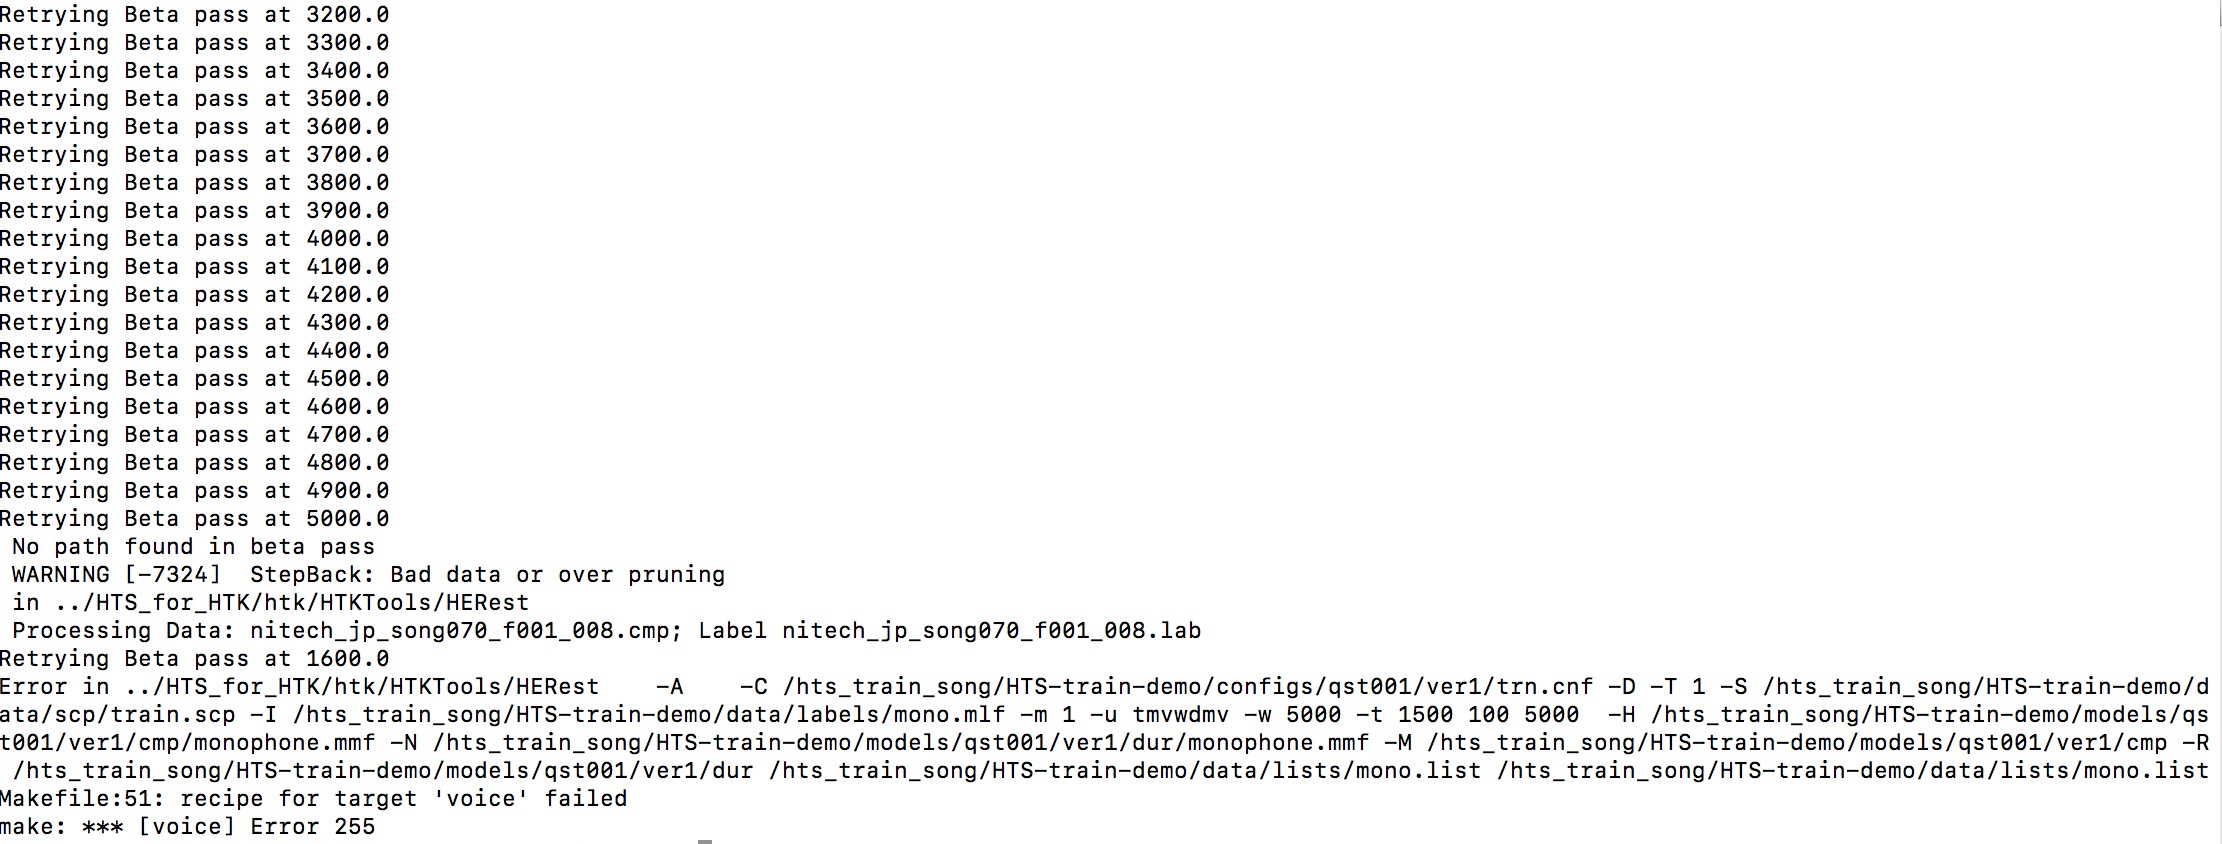 Retrying Beta pass at 3200.0
Retrying Beta pass at 3300.0
Retrying Beta pass at 3400.0
Retrying Beta pass at 3500.0
Retrying Beta pass at 3600.0
Retrying Beta pass at 3700.0
Retrying Beta pass at 3800.0
Retrying Beta pass at 3900.0
Retrying Beta pass at 4000.0
Retrying Beta pass at 4100.0
Retrying Beta pass at 4200.0
Retrying Beta pass at 4300.0
Retrying Beta pass at 4400.0
Retrying Beta pass at 4500.0
Retrying Beta pass at 4600.0
Retrying Beta pass at 4700.0
Retrying Beta pass at 4800.0
Retrying Beta pass at 4900.0
Retrying Beta pass at 5000.0
 No path found in beta pass
 WARNING [-7324]  StepBack: Bad data or over pruning
 in ../HTS_for_HTK/htk/HTKTools/HERest
 Processing Data: nitech_jp_song070_f001_008.cmp; Label nitech_jp_song070_f001_008.lab
Retrying Beta pass at 1600.0
Error in ../HTS_for_HTK/htk/HTKTools/HERest    -A    -C /hts_train_song/HTS-train-demo/configs/qst001/ver1/trn.cnf -D -T 1 -S /hts_train_song/HTS-train-demo/d
ata/scp/train.scp -I /hts_train_song/HTS-train-demo/data/labels/mono.mlf -m 1 -u tmvwdmv -w 5000 -t 1500 100 5000  -H /hts_train_song/HTS-train-demo/models/qs
t001/ver1/cmp/monophone.mmf -N /hts_train_song/HTS-train-demo/models/qst001/ver1/dur/monophone.mmf -M /hts_train_song/HTS-train-demo/models/qst001/ver1/cmp -R
 /hts_train_song/HTS-train-demo/models/qst001/ver1/dur /hts_train_song/HTS-train-demo/data/lists/mono.list /hts_train_song/HTS-train-demo/data/lists/mono.list
Makefile:51: recipe for target 'voice' failed
make: *** [voice] Error 255